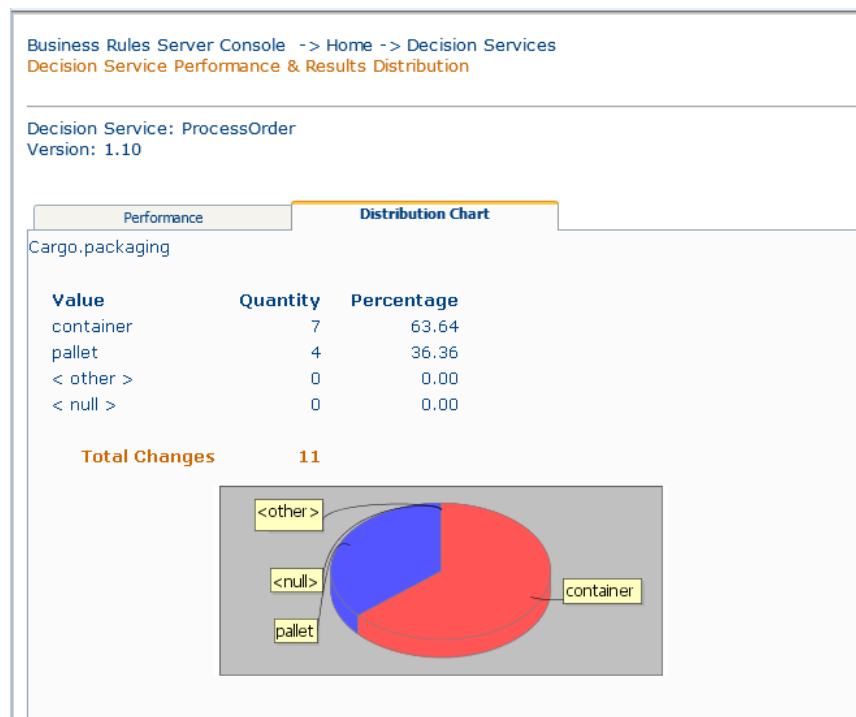 Business Rules Server Console -> Home -> Decision Services
Decision Service Performance & Results Distribution
Decision Service: ProcessOrder
Version: 1.10
Performance Distribution Chart
Cargo.packaging
Value Quantity Percentage
container 7 63.64
pallet 4 36.36
< other > 0 0.00
< null > 0 0.00
Total Changes 11
<other>
<null>
container
pallet